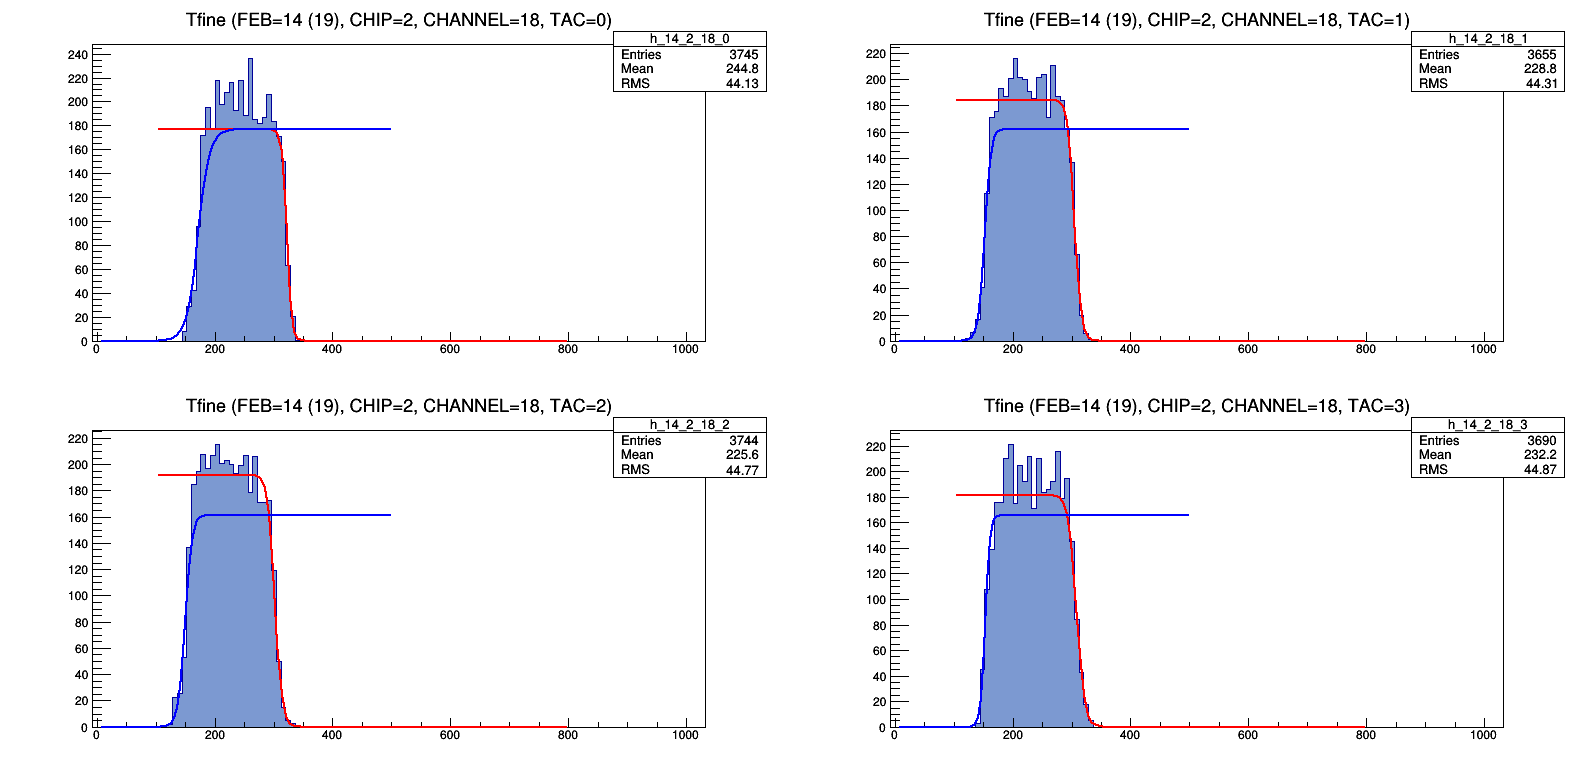 Tfine (FEB=14 (19), CHIP=2, CHANNEL=18, TAC=0)
h_14_2_18_0
Entries 3745
Mean 244.8
RMS 44.13
240
220
200
180
160
140
120
100
80
60
40
20
0
0 200 400 600 800 1000
Tfine (FEB=14 (19), CHIP=2, CHANNEL=18, TAC=1)
h_14_2_18_1
Entries 3655
Mean 228.8
RMS 44.31
220
200
180
160
140
120
100
80
60
40
20
0
0 200 400 600 800 1000
Tfine (FEB=14 (19), CHIP=2, CHANNEL=18, TAC=2)
h_14_2_18_2
Entries 3744
Mean 225.6
RMS 44.77
220
200
180
160
140
120
100
80
60
40
20
0
0 200 400 600 800 1000
Tfine (FEB=14 (19), CHIP=2, CHANNEL=18, TAC=3)
h_14_2_18_3
Entries 3690
Mean 232.2
RMS 44.87
220
200
180
160
140
120
100
80
60
40
20
0
0 200 400 600 800 1000